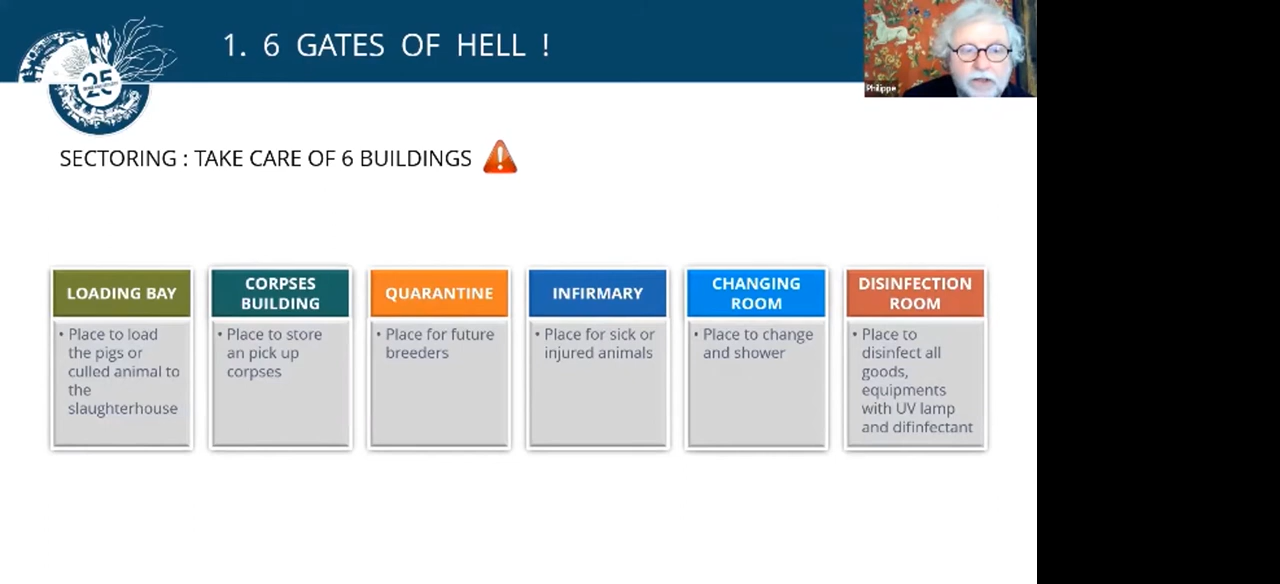 1. 6 GATES OF HELL !
Philippe
25
SECTORING : TAKE CARE OF 6 BUILDINGS
LOADING BAY
• Place to load
the pigs or
culled animal to
the
slaughterhouse
CORPSES
BUILDING
• Place to store
an pick up
corpses
QUARANTINE
• Place for future
breeders
INFIRMARY
• Place for sick or
injured animals
CHANGING
ROOM
• Place to change
and shower
DISINFECTION
ROOM
• Place to
disinfect all
goods,
equipments
with UV lamp
and difinfectant